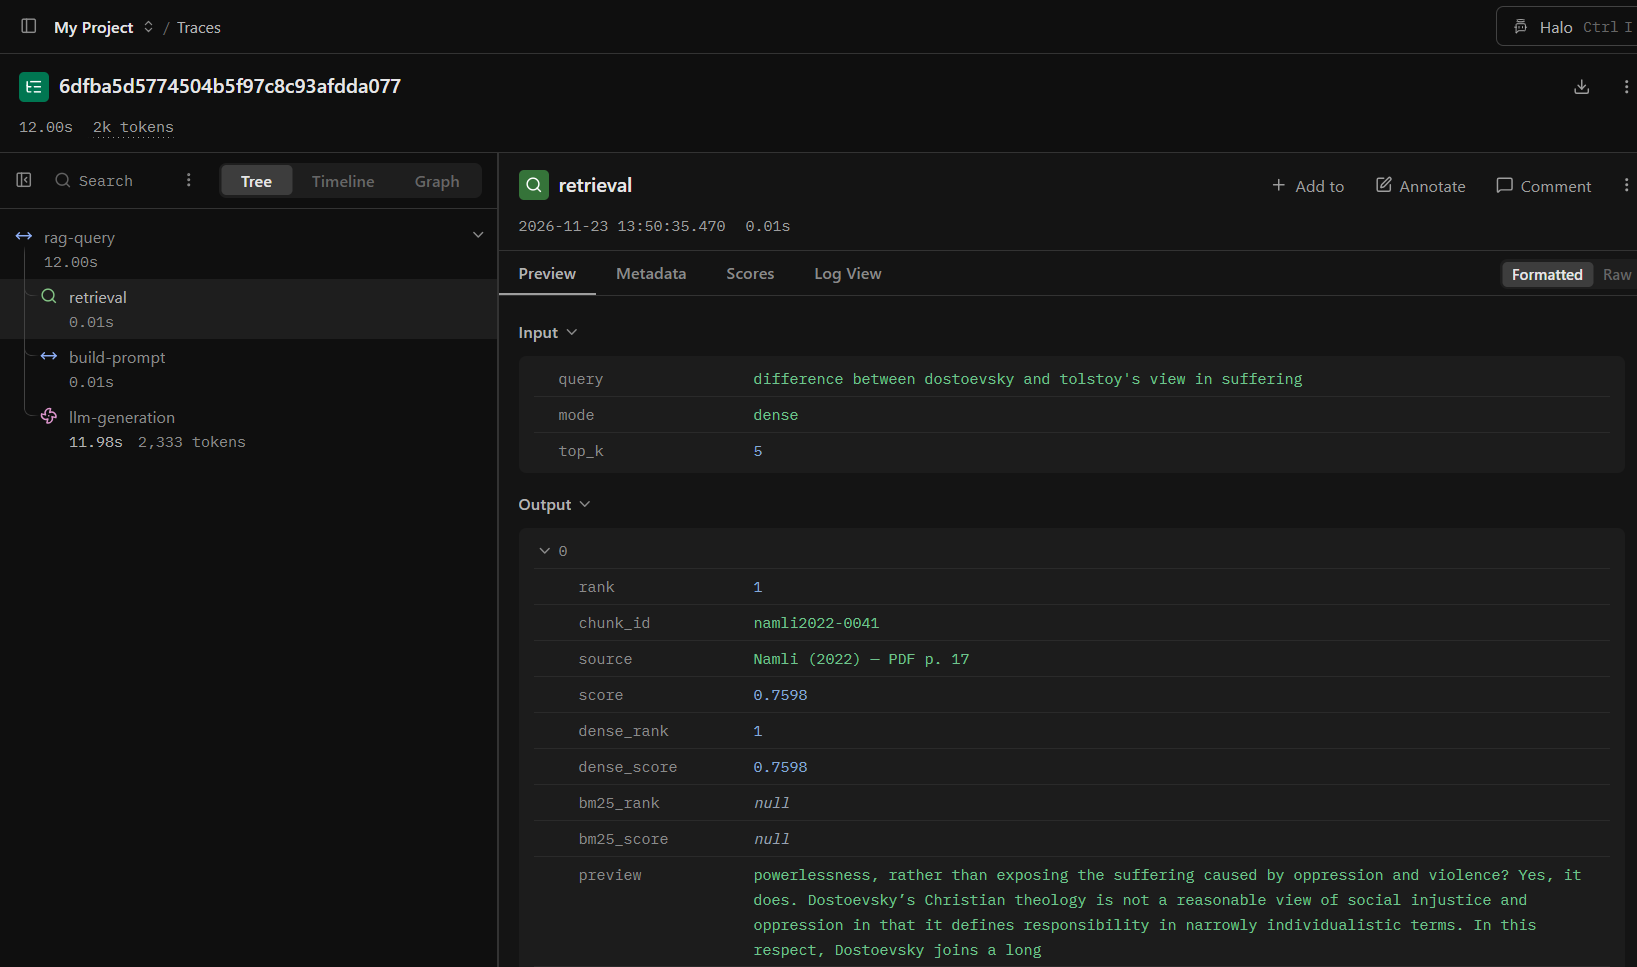 My Project / Traces
Halo Ctrl I
6dfba5d5774504b5f97c8c93afdda077
12.00s 2k tokens
Search
Tree Timeline Graph
rag-query
12.00s
retrieval
0.01s
build-prompt
0.01s
llm-generation
11.98s 2,333 tokens
retrieval
Add to Annotate Comment
2026-11-23 13:50:35.470 0.01s
Preview Metadata Scores Log View
Formatted Raw
Input
query difference between dostoevsky and tolstoy's view in suffering
mode dense
top_k 5
Output
0
rank 1
chunk_id namli2022-0041
source Namli (2022) — PDF p. 17
score 0.7598
dense_rank 1
dense_score 0.7598
bm25_rank null
bm25_score null
preview powerlessness, rather than exposing the suffering caused by oppression and violence? Yes, it
does. Dostoevsky’s Christian theology is not a reasonable view of social injustice and
oppression in that it defines responsibility in narrowly individualistic terms. In this
respect, Dostoevsky joins a long